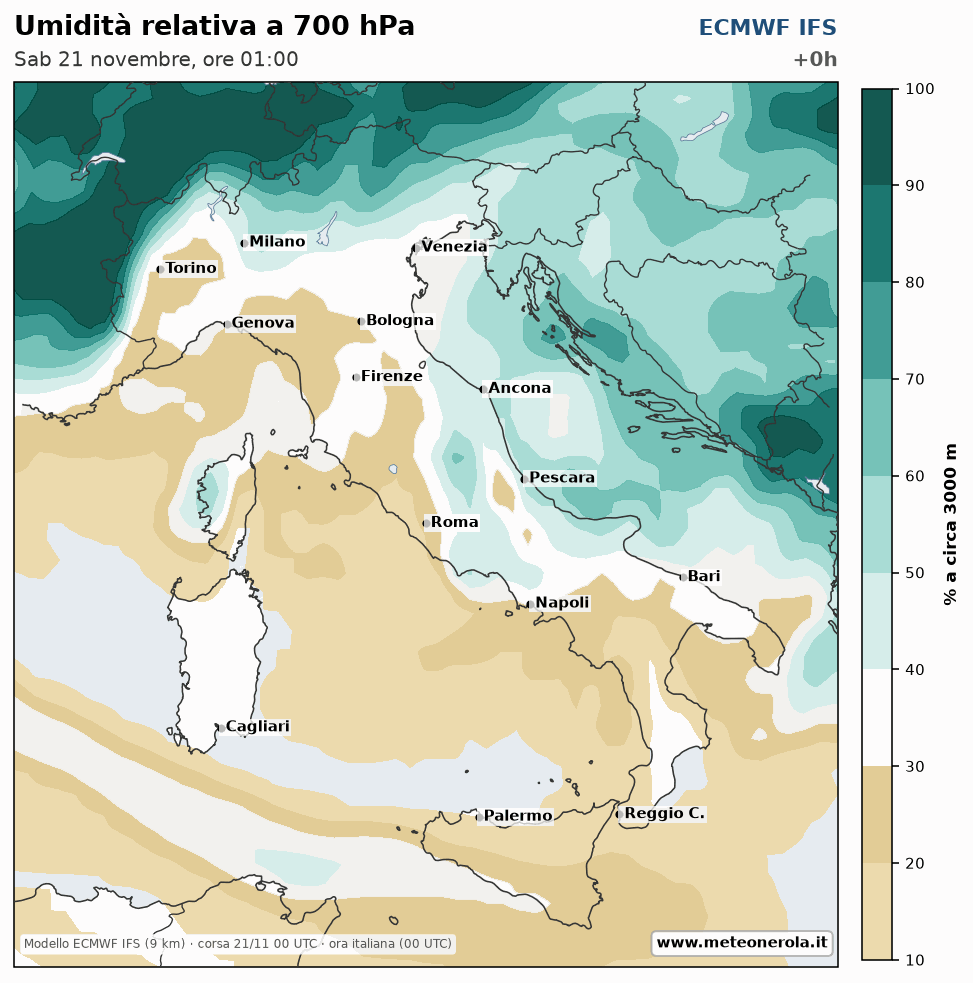 Umidità relativa a 700 hPa
ECMWF IFS
Sab 21 novembre, ore 01:00
+0h
100
90
80
70
60
50
40
30
20
10
% a circa 3000 m
Milano
Venezia
Torino
Genova
Bologna
Firenze
Ancona
Pescara
Roma
Bari
Napoli
Cagliari
Palermo
Reggio C.
Modello ECMWF IFS (9 km) · corsa 21/11 00 UTC · ora italiana (00 UTC)
www.meteonerola.it